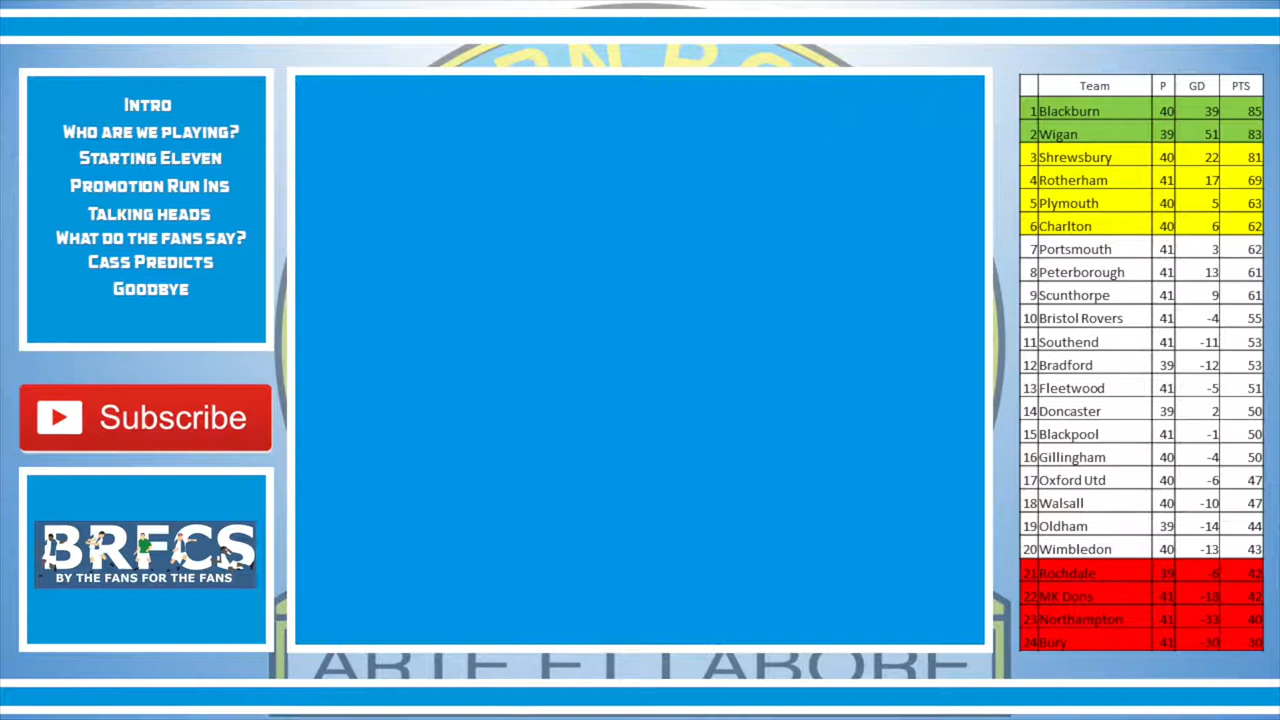 RN RO
INTRO
WHO ARE WE PLAYING?
STARTING ELEVEN
PROMOTION RUN INS
TALKING HEADS
WHAT DO THE FANS SAY?
CASS PREDICTS
GOODBYE
Subscribe
BRFCS
BY THE FANS FOR THE FANS
Team P GD PTS
1 Blackburn 40 39 85
2 Wigan 39 51 83
3 Shrewsbury 40 22 81
4 Rotherham 41 17 69
5 Plymouth 40 5 63
6 Charlton 40 6 62
7 Portsmouth 41 3 62
8 Peterborough 41 13 61
9 Scunthorpe 41 9 61
10 Bristol Rovers 41 -4 55
11 Southend 41 -11 53
12 Bradford 39 -12 53
13 Fleetwood 41 -5 51
14 Doncaster 39 2 50
15 Blackpool 41 -1 50
16 Gillingham 40 -4 50
17 Oxford Utd 40 -6 47
18 Walsall 40 -10 47
19 Oldham 39 -14 44
20 Wimbledon 40 -13 43
21 Rochdale 39 -6 42
22 MK Dons 41 -18 42
23 Northampton 41 -33 40
24 Bury 41 -30 30
ARTE ET LABORE